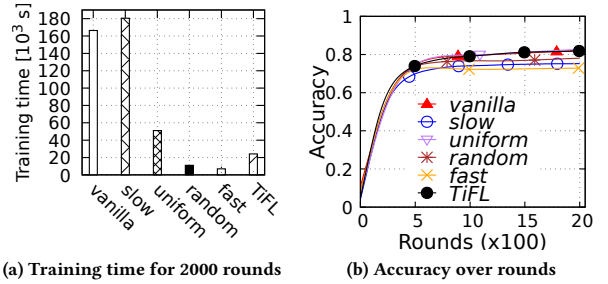 Training time [10³ s]
180
160
140
120
100
80
60
40
20
0
vanilla
slow
uniform
random
fast
TiFL
(a) Training time for 2000 rounds
Accuracy
1
0.8
0.6
0.4
0.2
0
0
5
10
15
20
Rounds (x100)
vanilla
slow
uniform
random
fast
TiFL
(b) Accuracy over rounds